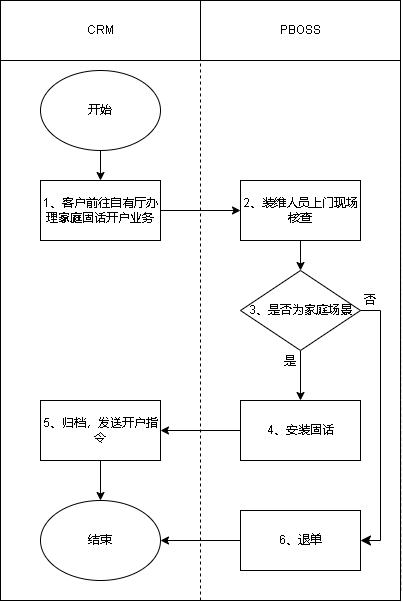 CRM
PBOSS
开始
1、客户前往自有厅办
理家庭固话开户业务
2、装维人员上门现场
核查
3、是否为家庭场景
否
是
5、归档，发送开户指
令
4、安装固话
结束
6、退单